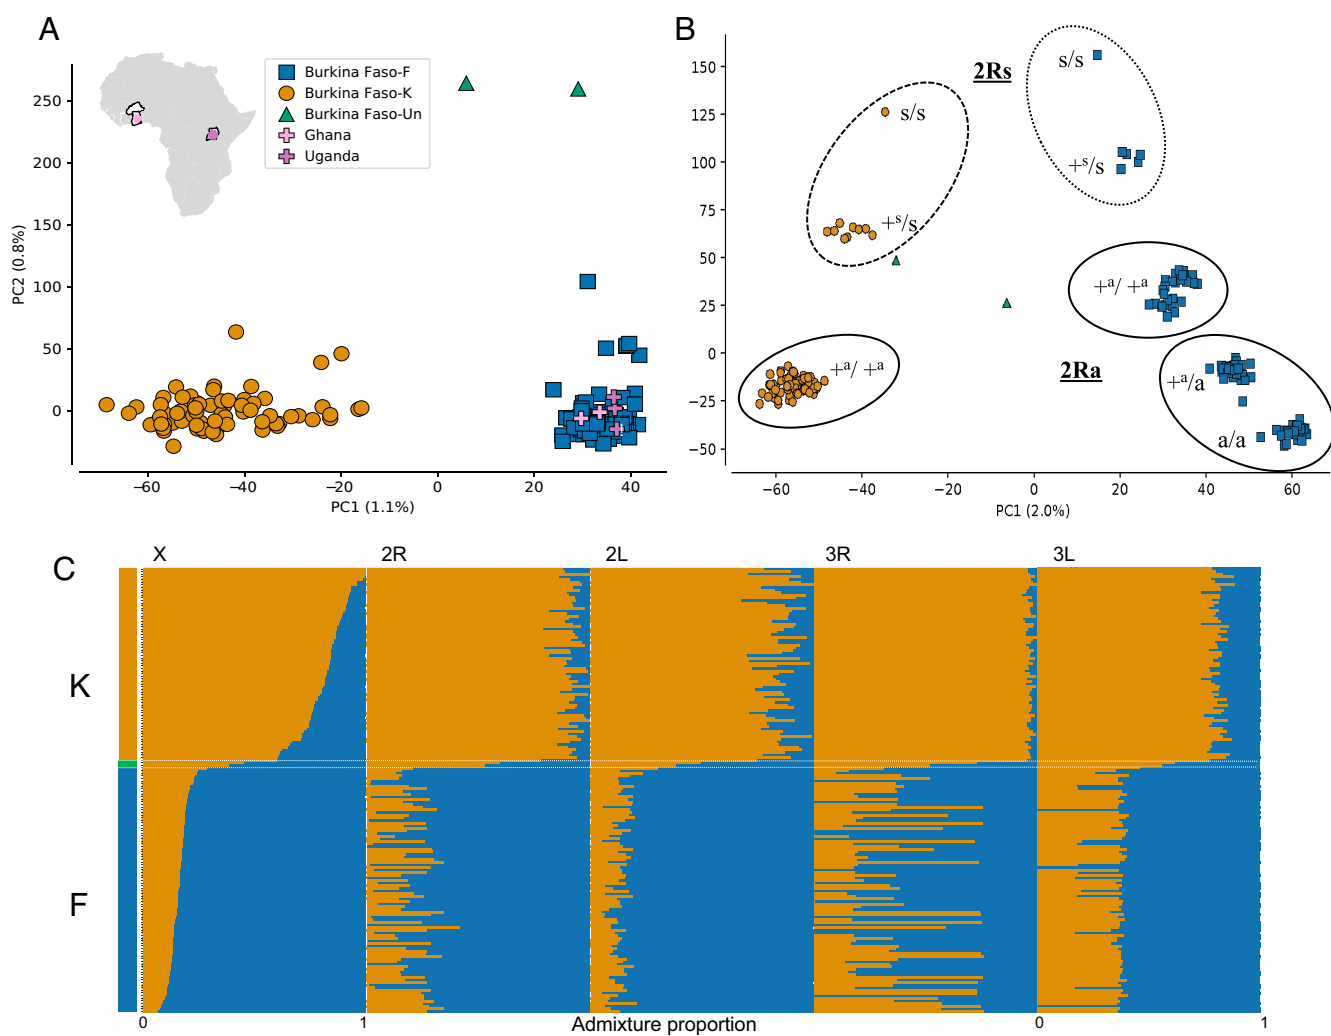 A
Burkina Faso-F
Burkina Faso-K
Burkina Faso-Un
Ghana
Uganda
250
200
150
100
50
0
PC2 (0.8%)
−60
−40
−20
0
20
40
PC1 (1.1%)
B
2Rs
s/s
+s/s
s/s
+s/s
+a/ +a
+a/ +a
2Ra
+a/a
a/a
150
125
100
75
50
25
0
−25
−50
−60
−40
−20
0
20
40
60
PC1 (2.0%)
C
X
2R
2L
3R
3L
K
F
0
1
Admixture proportion
0
1